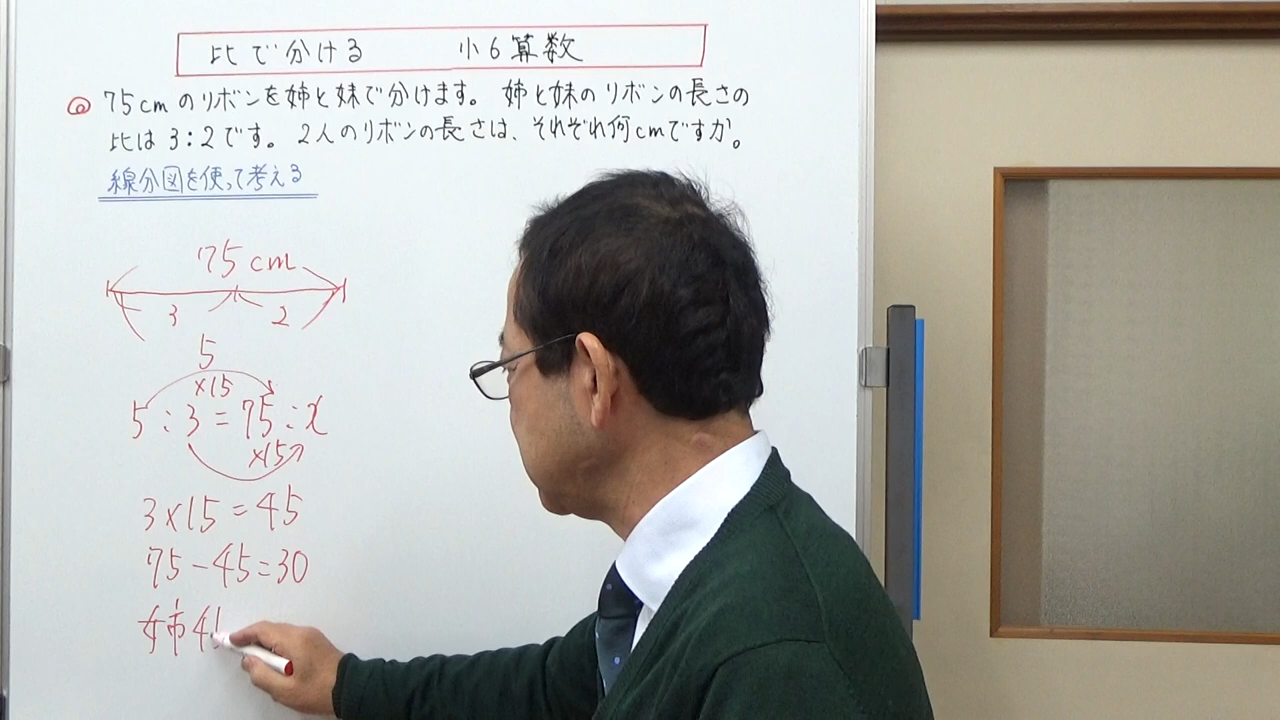 比で分ける 小6算数
◎ 75cmのリボンを姉と妹で分けます。 姉と妹のリボンの長さの
比は 3:2です。 2人のリボンの長さは、それぞれ何cmですか。
線分図を使って考える
75cm
3 2
5
×15
5:3=75:x
×15
3×15=45
75-45=30
姉4